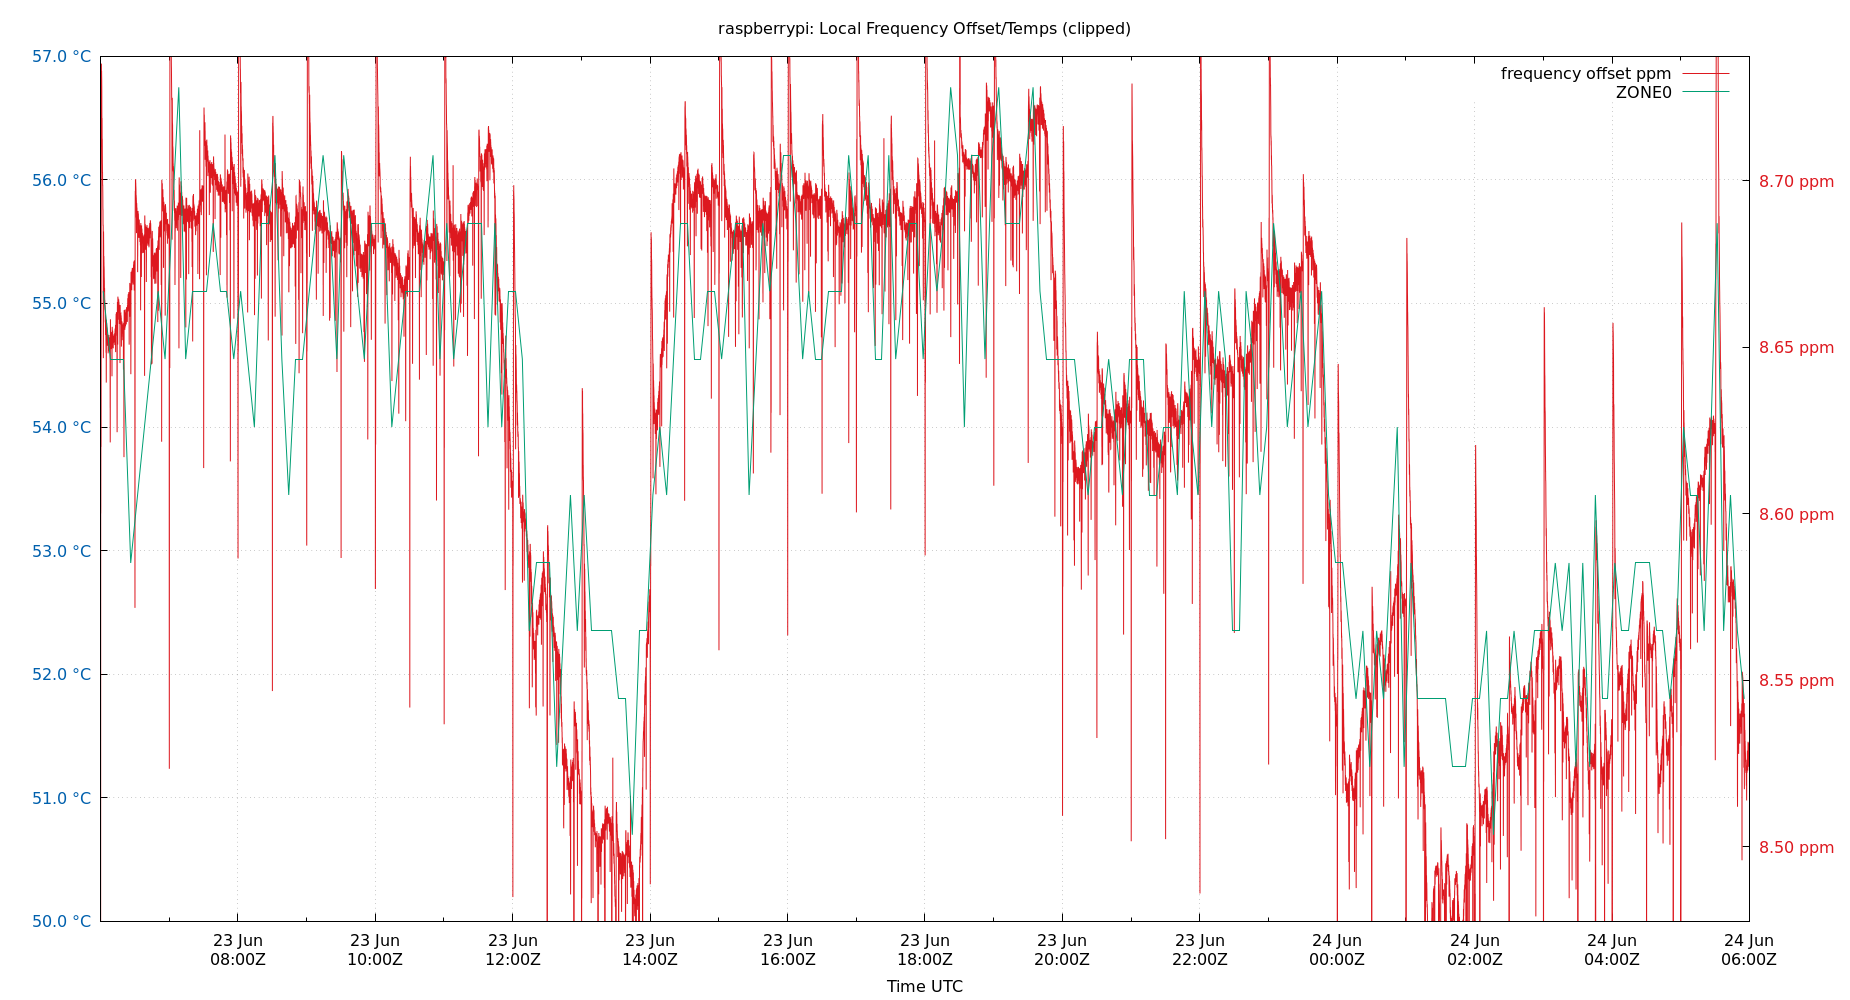 raspberrypi: Local Frequency Offset/Temps (clipped)
57.0 °C
56.0 °C
55.0 °C
54.0 °C
53.0 °C
52.0 °C
51.0 °C
50.0 °C
frequency offset ppm
ZONE0
8.70 ppm
8.65 ppm
8.60 ppm
8.55 ppm
8.50 ppm
23 Jun
08:00Z
23 Jun
10:00Z
23 Jun
12:00Z
23 Jun
14:00Z
23 Jun
16:00Z
23 Jun
18:00Z
23 Jun
20:00Z
23 Jun
22:00Z
24 Jun
00:00Z
24 Jun
02:00Z
24 Jun
04:00Z
24 Jun
06:00Z
Time UTC